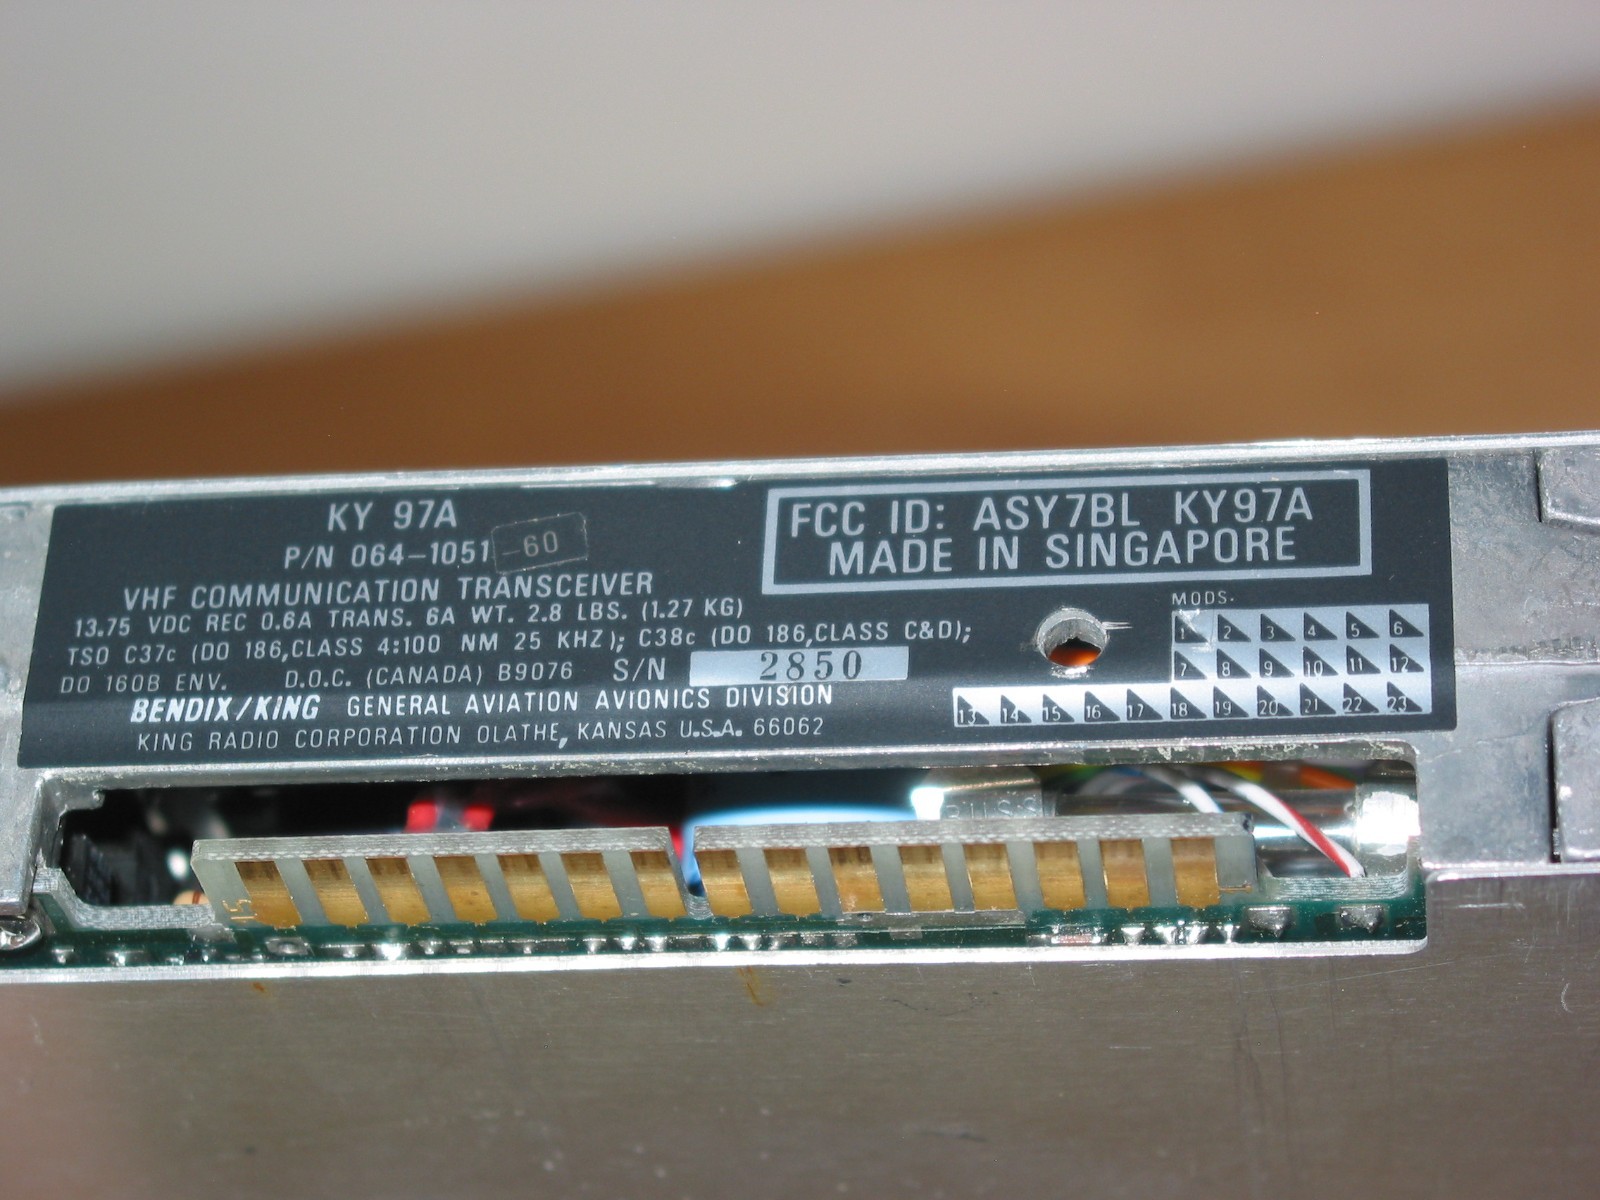 KY 97A
P/N 064-1051 -60
VHF COMMUNICATION TRANSCEIVER
13.75 VDC REC 0.6A TRANS. 6A WT. 2.8 LBS. (1.27 KG)
TSO C37c (DO 186,CLASS 4:100 NM 25 KHZ); C38c (DO 186,CLASS C&D);
DO 160B ENV. D.O.C. (CANADA) B9076 S/N 2850
BENDIX/KING GENERAL AVIATION AVIONICS DIVISION
KING RADIO CORPORATION OLATHE, KANSAS U.S.A. 66062
FCC ID: ASY7BL KY97A
MADE IN SINGAPORE
MODS.
1 2 3 4 5 6
7 8 9 10 11 12
13 14 15 16 17 18 19 20 21 22 23
15